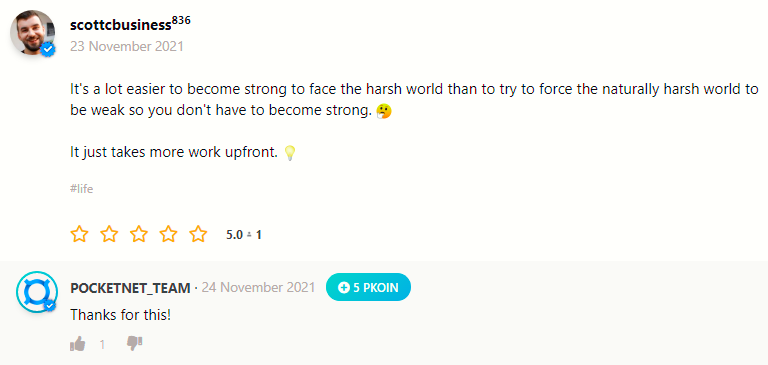 scottcbusiness836
23 November 2021
It's a lot easier to become strong to face the harsh world than to try to force the naturally harsh world to
be weak so you don't have to become strong. 🤔
It just takes more work upfront. 💡
#life
5.0 1
POCKETNET_TEAM · 24 November 2021 + 5 PKOIN
Thanks for this!
1